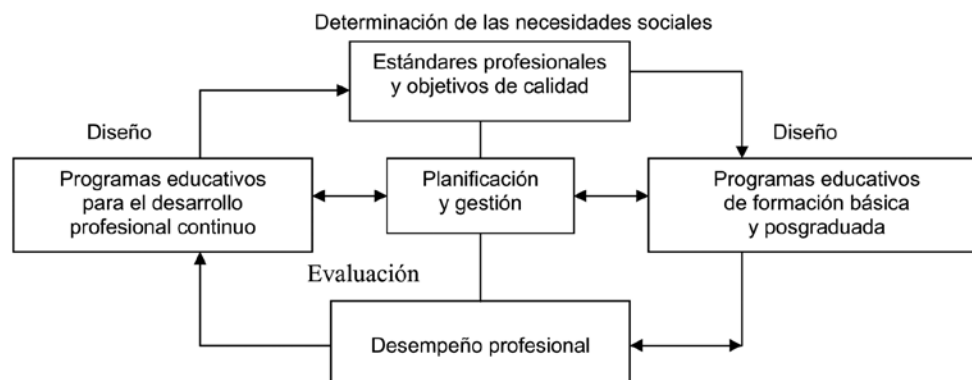 Determinación de las necesidades sociales
Estándares profesionales
y objetivos de calidad
Diseño
Diseño
Programas educativos
para el desarrollo
profesional continuo
Planificación
y gestión
Programas educativos
de formación básica
y posgraduada
Evaluación
Desempeño profesional